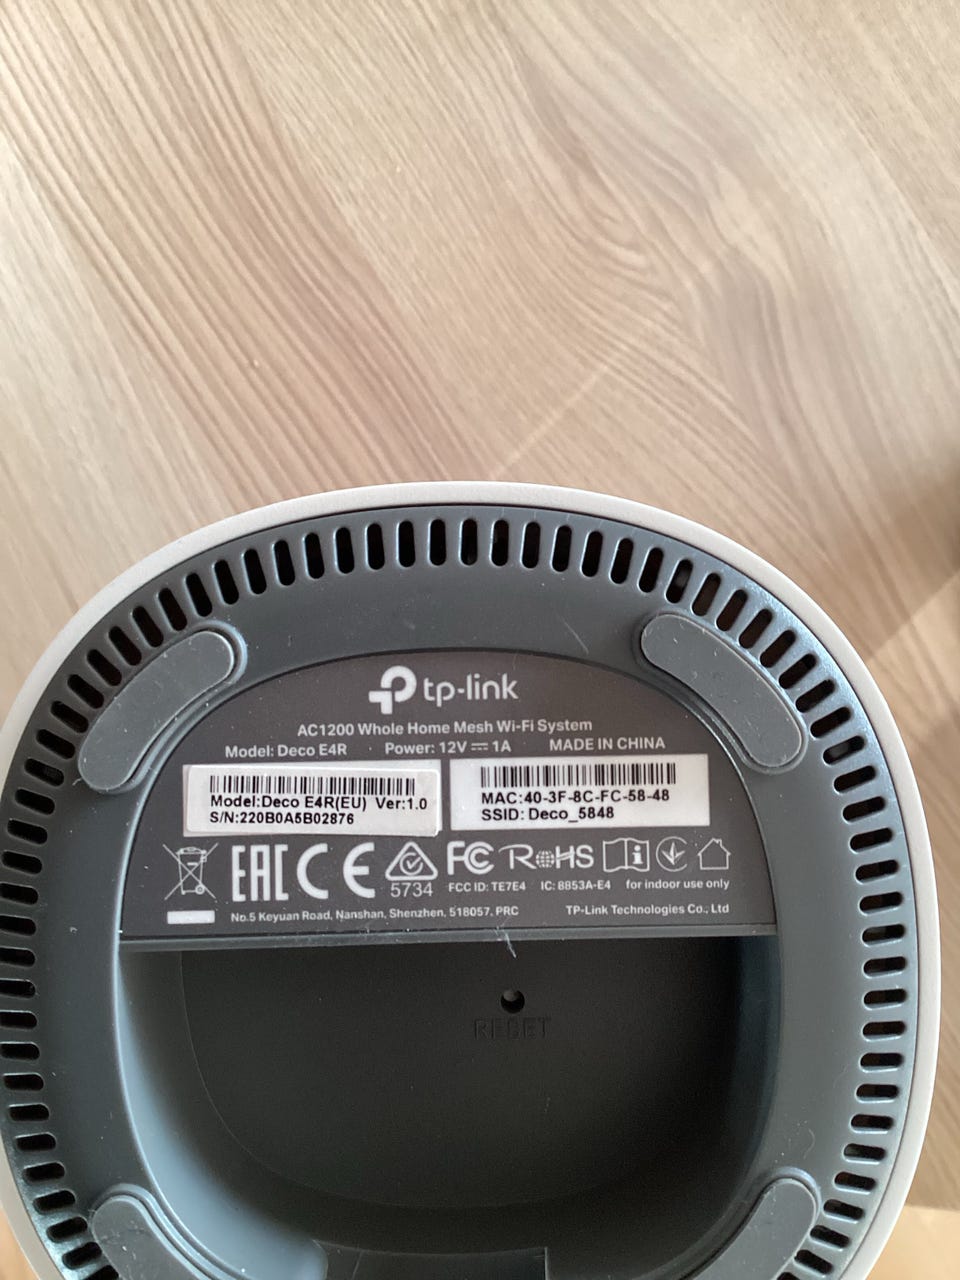 tp-link
AC1200 Whole Home Mesh Wi-Fi System
Model: Deco E4R Power: 12V ⎓ 1A MADE IN CHINA
Model:Deco E4R(EU) Ver:1.0
S/N:220B0A5B02876
MAC:40-3F-8C-FC-58-48
SSID: Deco_5848
EAC CE 5734 FC RoHS
FCC ID: TE7E4 IC: 8853A-E4 for indoor use only
No.5 Keyuan Road, Nanshan, Shenzhen, 518057, PRC TP-Link Technologies Co., Ltd
RESET